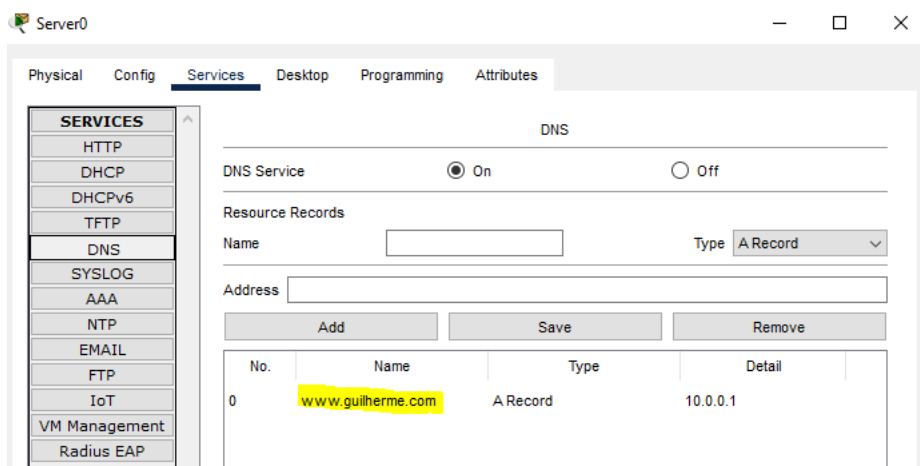 Server0
Physical Config Services Desktop Programming Attributes
SERVICES
HTTP
DHCP
DHCPv6
TFTP
DNS
SYSLOG
AAA
NTP
EMAIL
FTP
IoT
VM Management
Radius EAP
DNS
DNS Service On Off
Resource Records
Name Type A Record
Address
Add Save Remove
No. Name Type Detail
0 www.guilherme.com A Record 10.0.0.1